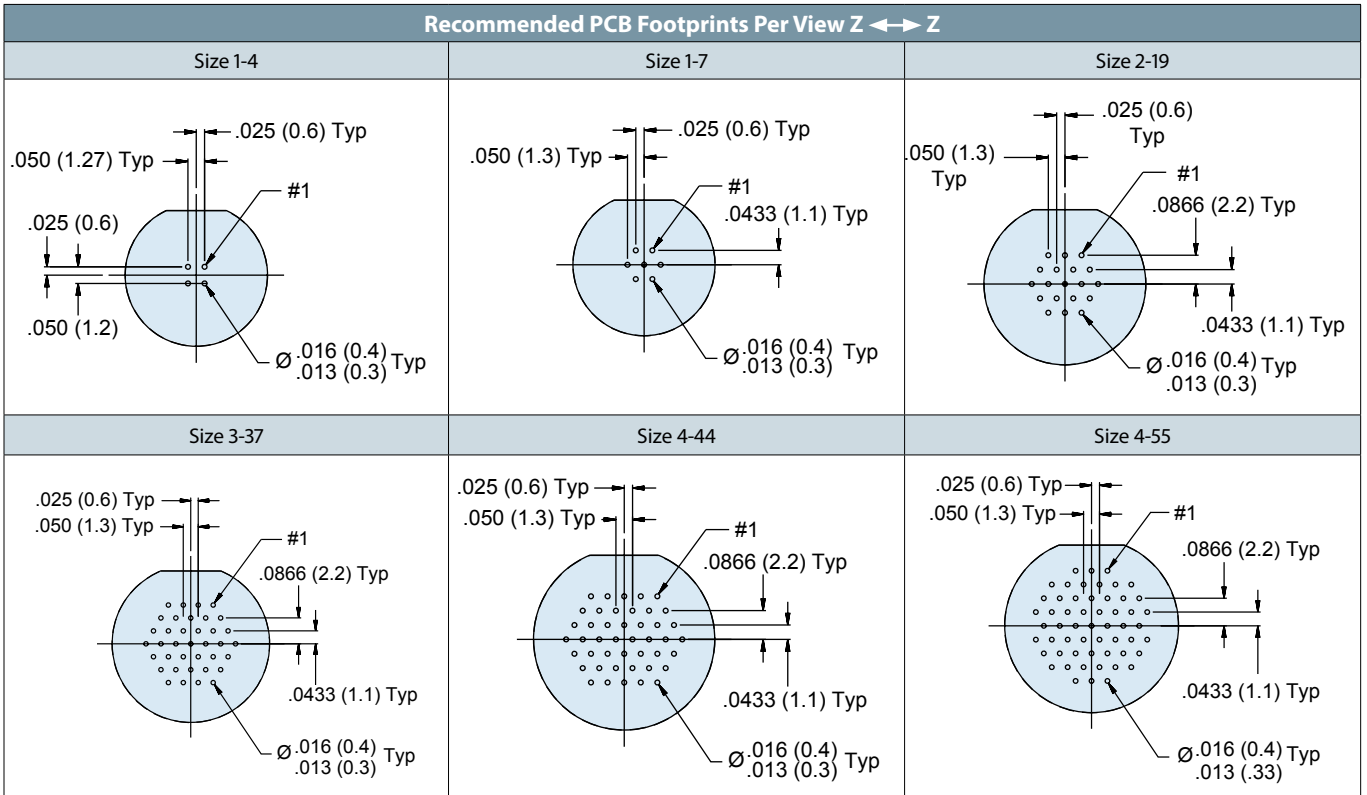 Recommended PCB Footprints Per View Z ↔ Z
Size 1-4
Size 1-7
Size 2-19
.025 (0.6) Typ
.050 (1.27) Typ
#1
.025 (0.6)
.050 (1.2)
Ø .016 (0.4) Typ
.013 (0.3)
.025 (0.6) Typ
.050 (1.3) Typ
#1
.0433 (1.1) Typ
Ø .016 (0.4) Typ
.013 (0.3)
.025 (0.6)
Typ
.050 (1.3)
Typ
#1
.0866 (2.2) Typ
.0433 (1.1) Typ
Ø .016 (0.4) Typ
.013 (0.3)
Size 3-37
Size 4-44
Size 4-55
.025 (0.6) Typ
.050 (1.3) Typ
#1
.0866 (2.2) Typ
.0433 (1.1) Typ
Ø .016 (0.4) Typ
.013 (0.3)
.025 (0.6) Typ
.050 (1.3) Typ
#1
.0866 (2.2) Typ
.0433 (1.1) Typ
Ø .016 (0.4) Typ
.013 (0.3)
.025 (0.6) Typ
.050 (1.3) Typ
#1
.0866 (2.2) Typ
.0433 (1.1) Typ
Ø .016 (0.4) Typ
.013 (.33)